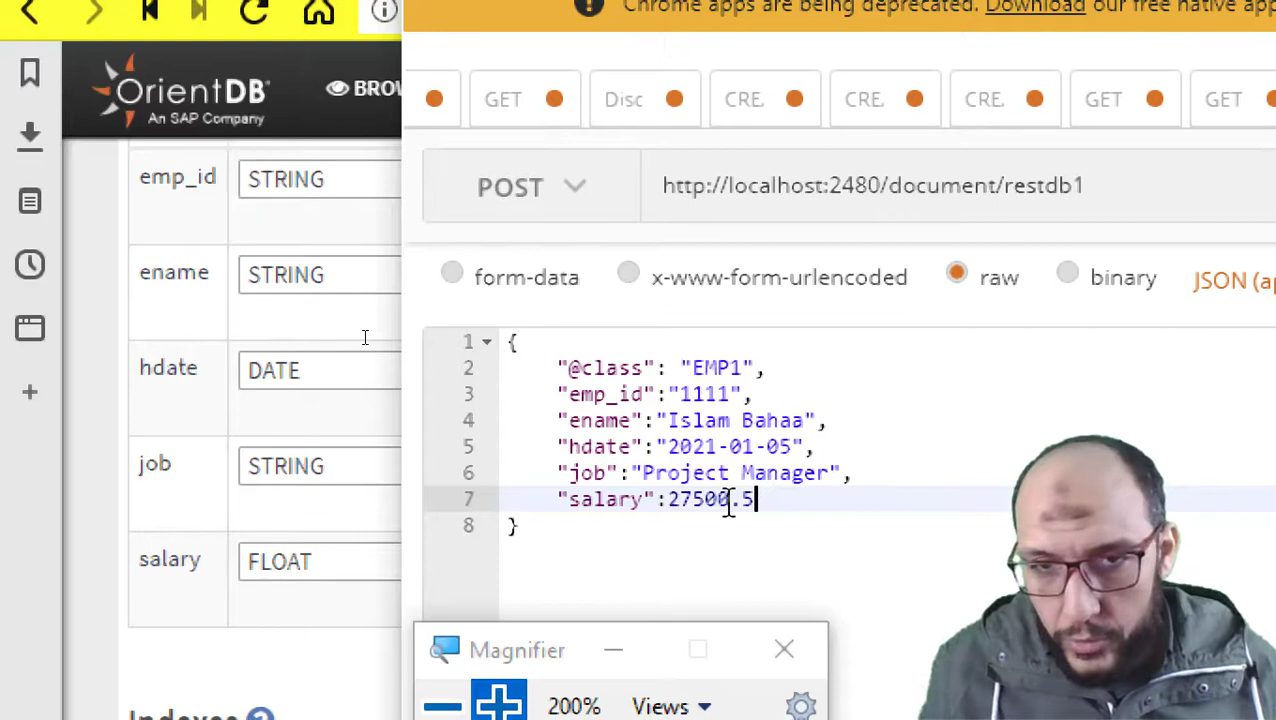 Chrome apps are being deprecated. Download our free native app
OrientDB®
An SAP Company
BROW
GET
Disc
CRE.
CRE.
CRE.
GET
GET
POST
http://localhost:2480/document/restdb1
form-data
x-www-form-urlencoded
raw
binary
JSON (ap
emp_id STRING
ename STRING
hdate DATE
job STRING
salary FLOAT
Indexes
1 {
2 "@class": "EMP1",
3 "emp_id":"1111",
4 "ename":"Islam Bahaa",
5 "hdate":"2021-01-05",
6 "job":"Project Manager",
7 "salary":27500.5
8 }
Magnifier
200%
Views